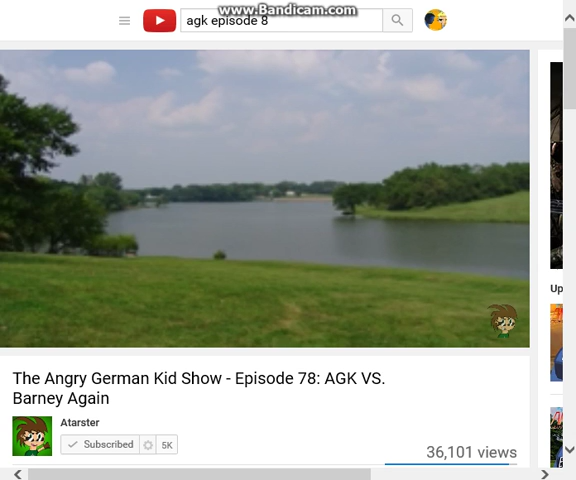 www.Bandicam.com
agk episode 8
The Angry German Kid Show - Episode 78: AGK VS.
Barney Again
Atarster
Subscribed 5K
36,101 views
Up